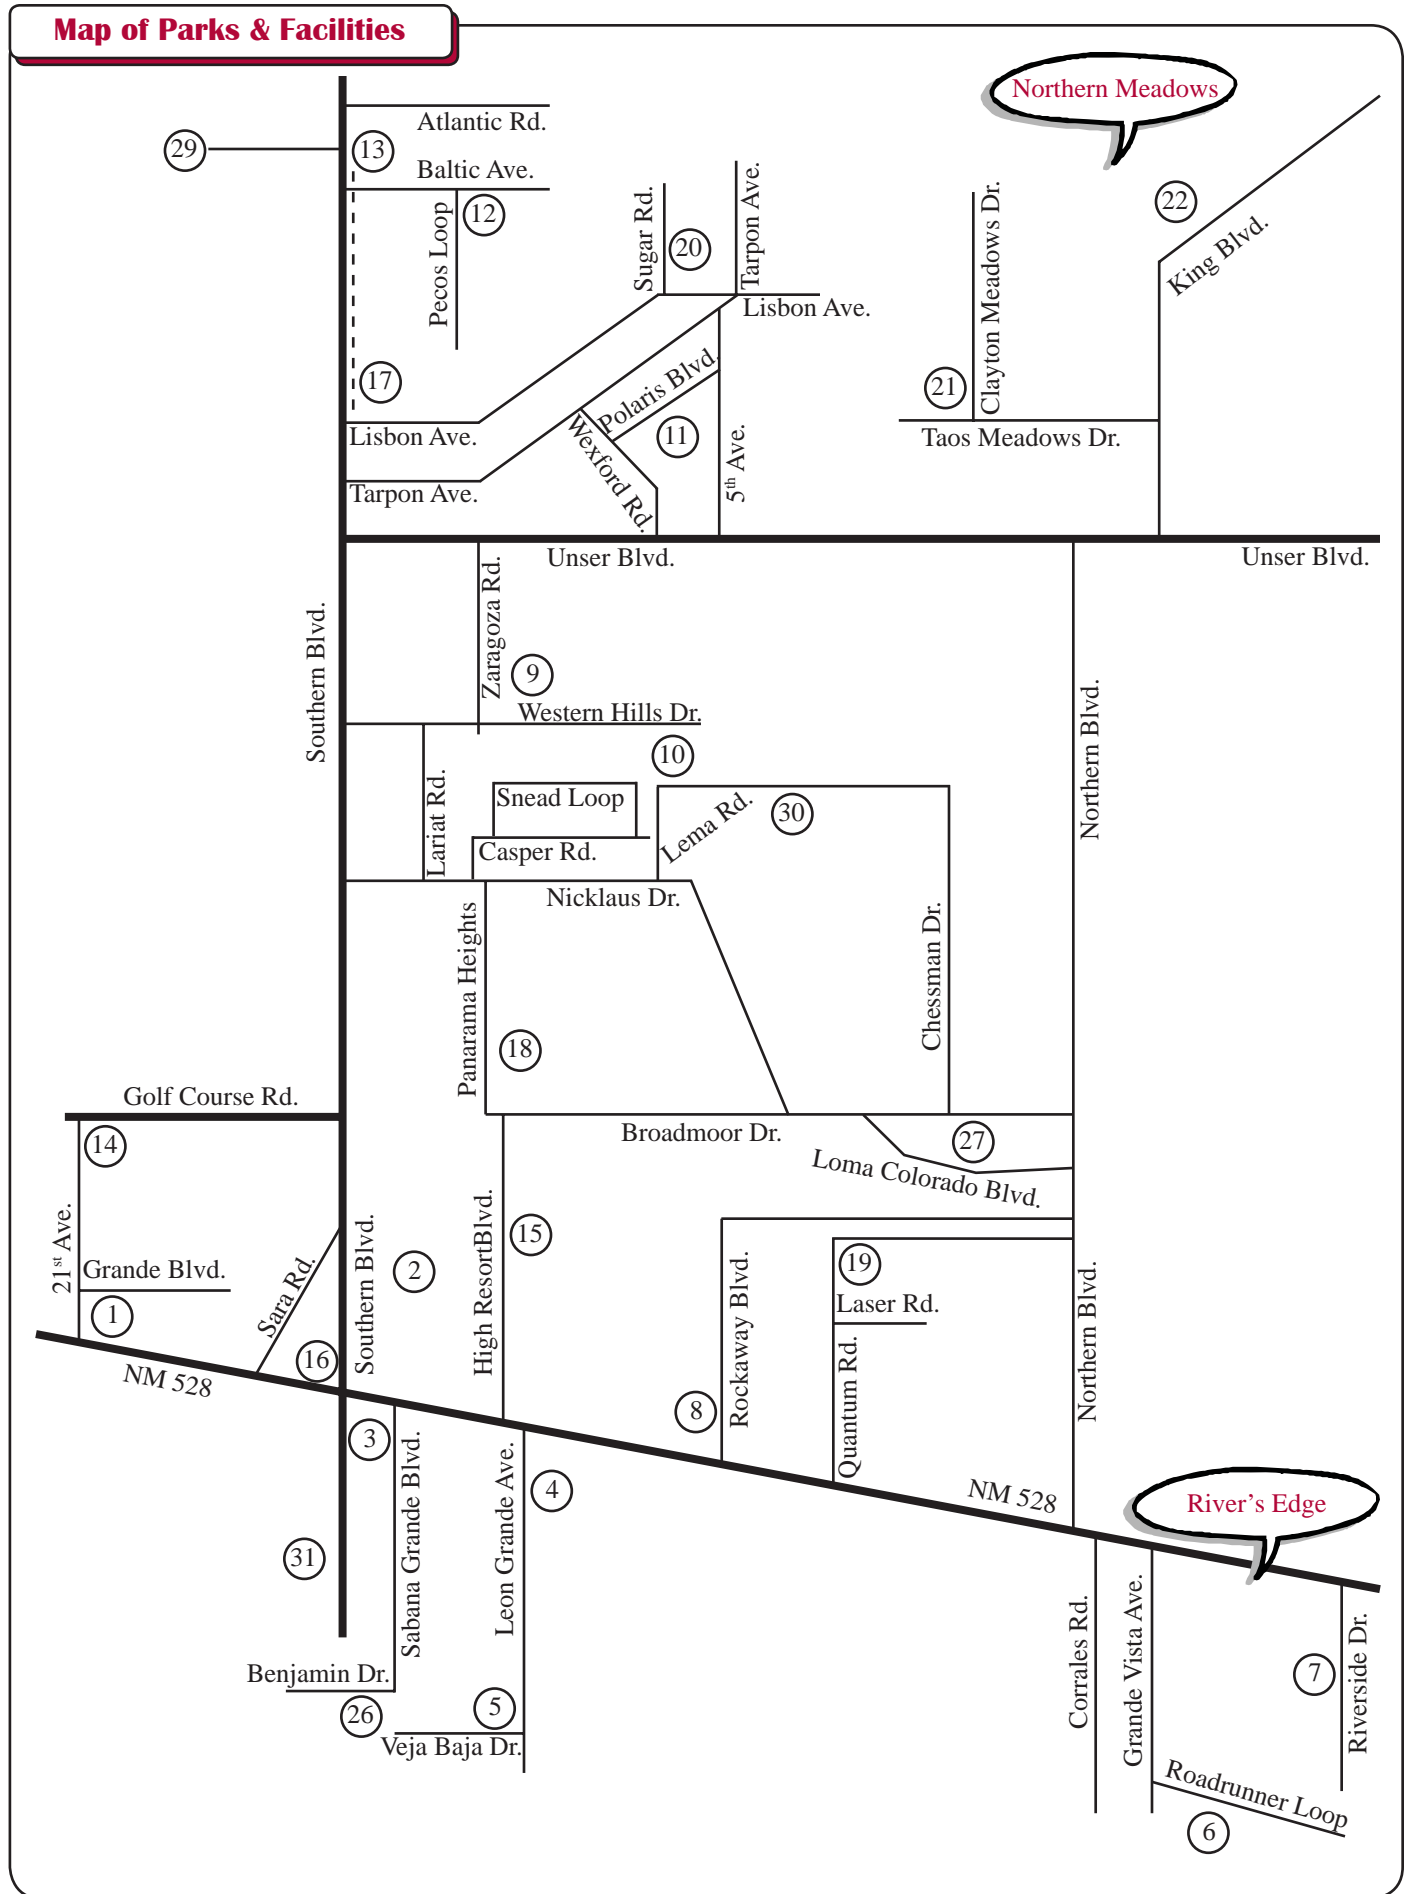 Map of Parks & Facilities
Northern Meadows
Atlantic Rd.
29
13
Baltic Ave.
12
Pecos Loop
Sugar Rd.
20
Tarpon Ave.
Clayton Meadows Dr.
22
King Blvd.
Lisbon Ave.
17
Polaris Blvd.
21
Lisbon Ave.
Wexford Rd.
11
5th Ave.
Taos Meadows Dr.
Tarpon Ave.
Unser Blvd.
Unser Blvd.
Southern Blvd.
Zaragoza Rd.
9
Western Hills Dr.
Northern Blvd.
10
Lariat Rd.
Snead Loop
Lema Rd.
30
Casper Rd.
Nicklaus Dr.
Panarama Heights
Chessman Dr.
18
Golf Course Rd.
14
Broadmoor Dr.
27
Loma Colorado Blvd.
21st Ave.
Grande Blvd.
Sara Rd.
Southern Blvd.
2
High ResortBlvd.
15
Rockaway Blvd.
19
Laser Rd.
Quantum Rd.
Northern Blvd.
1
16
NM 528
3
8
Sabana Grande Blvd.
Leon Grande Ave.
4
NM 528
River's Edge
31
Corrales Rd.
Grande Vista Ave.
7
Riverside Dr.
Benjamin Dr.
26
5
Veja Baja Dr.
Roadrunner Loop
6